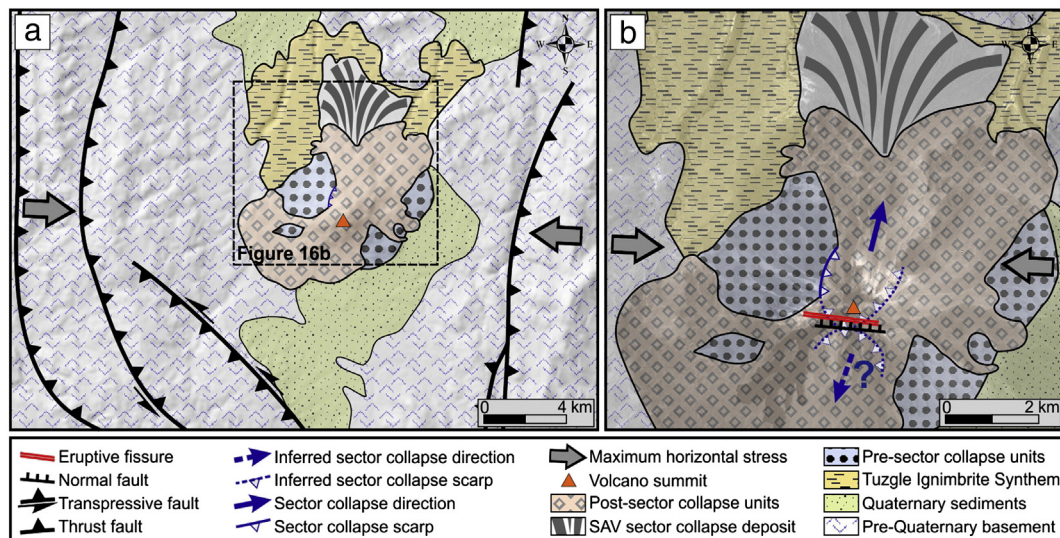 a
N
W E
S
Figure 16b
0 4 km
b
N
W E
S
?
0 2 km
Eruptive fissure
Normal fault
Transpressive fault
Thrust fault
Inferred sector collapse direction
Inferred sector collapse scarp
Sector collapse direction
Sector collapse scarp
Maximum horizontal stress
Volcano summit
Post-sector collapse units
SAV sector collapse deposit
Pre-sector collapse units
Tuzgle Ignimbrite Synthem
Quaternary sediments
Pre-Quaternary basement